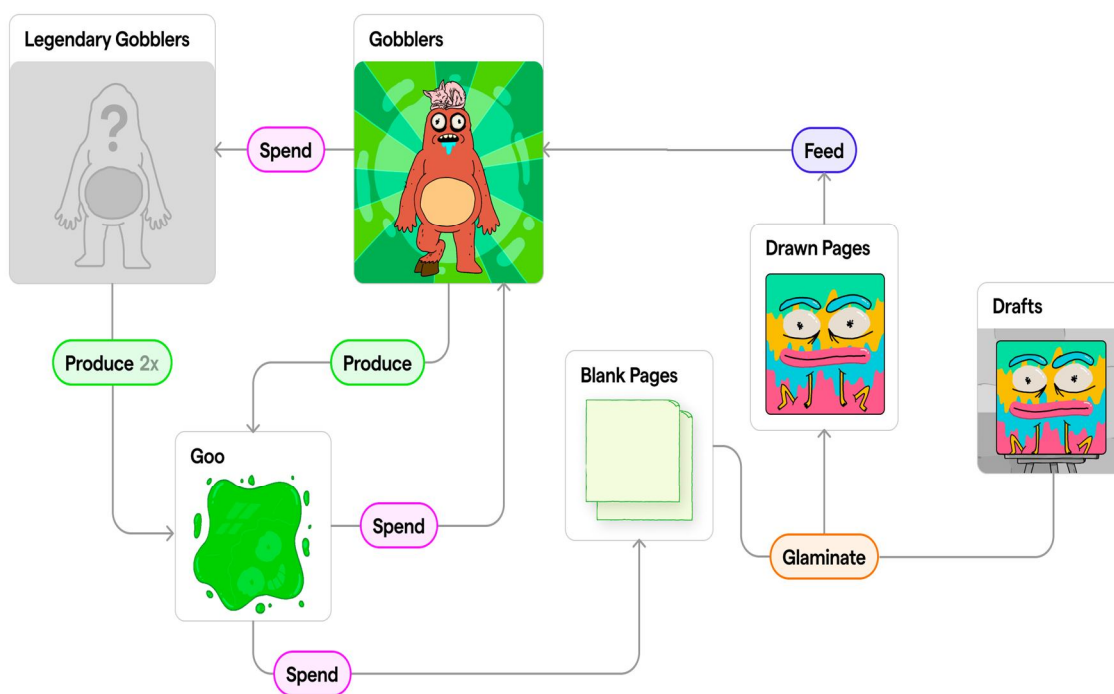 Legendary Gobblers
Gobblers
Spend
Feed
Drawn Pages
Drafts
Produce 2x
Produce
Blank Pages
Goo
Spend
Glaminate
Spend